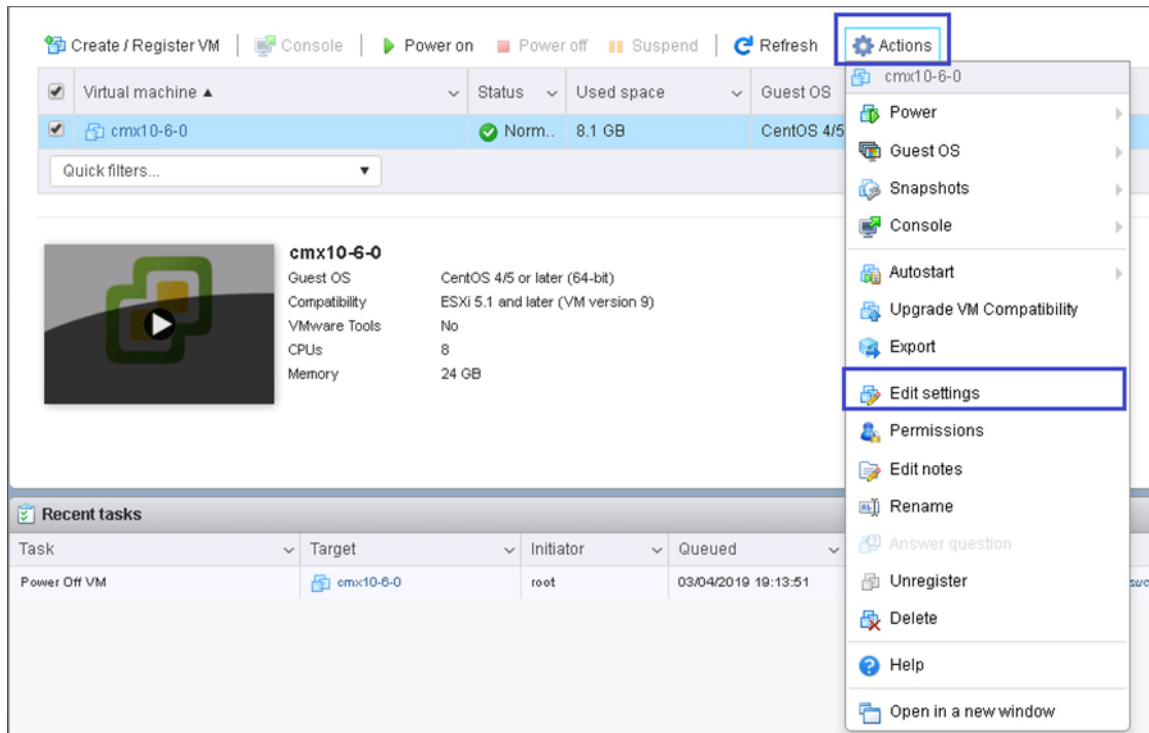 Create / Register VM | Console | Power on Power off Suspend | Refresh Actions
Virtual machine ▲ Status Used space Guest OS
cmx10-6-0 Norm.. 8.1 GB CentOS 4/5
Quick filters...
cmx10-6-0
Guest OS CentOS 4/5 or later (64-bit)
Compatibility ESXi 5.1 and later (VM version 9)
VMware Tools No
CPUs 8
Memory 24 GB
cmx10-6-0
Power
Guest OS
Snapshots
Console
Autostart
Upgrade VM Compatibility
Export
Edit settings
Permissions
Edit notes
Rename
Answer question
Unregister
Delete
Help
Open in a new window
Recent tasks
Task Target Initiator Queued
Power Off VM cmx10-6-0 root 03/04/2019 19:13:51 suc